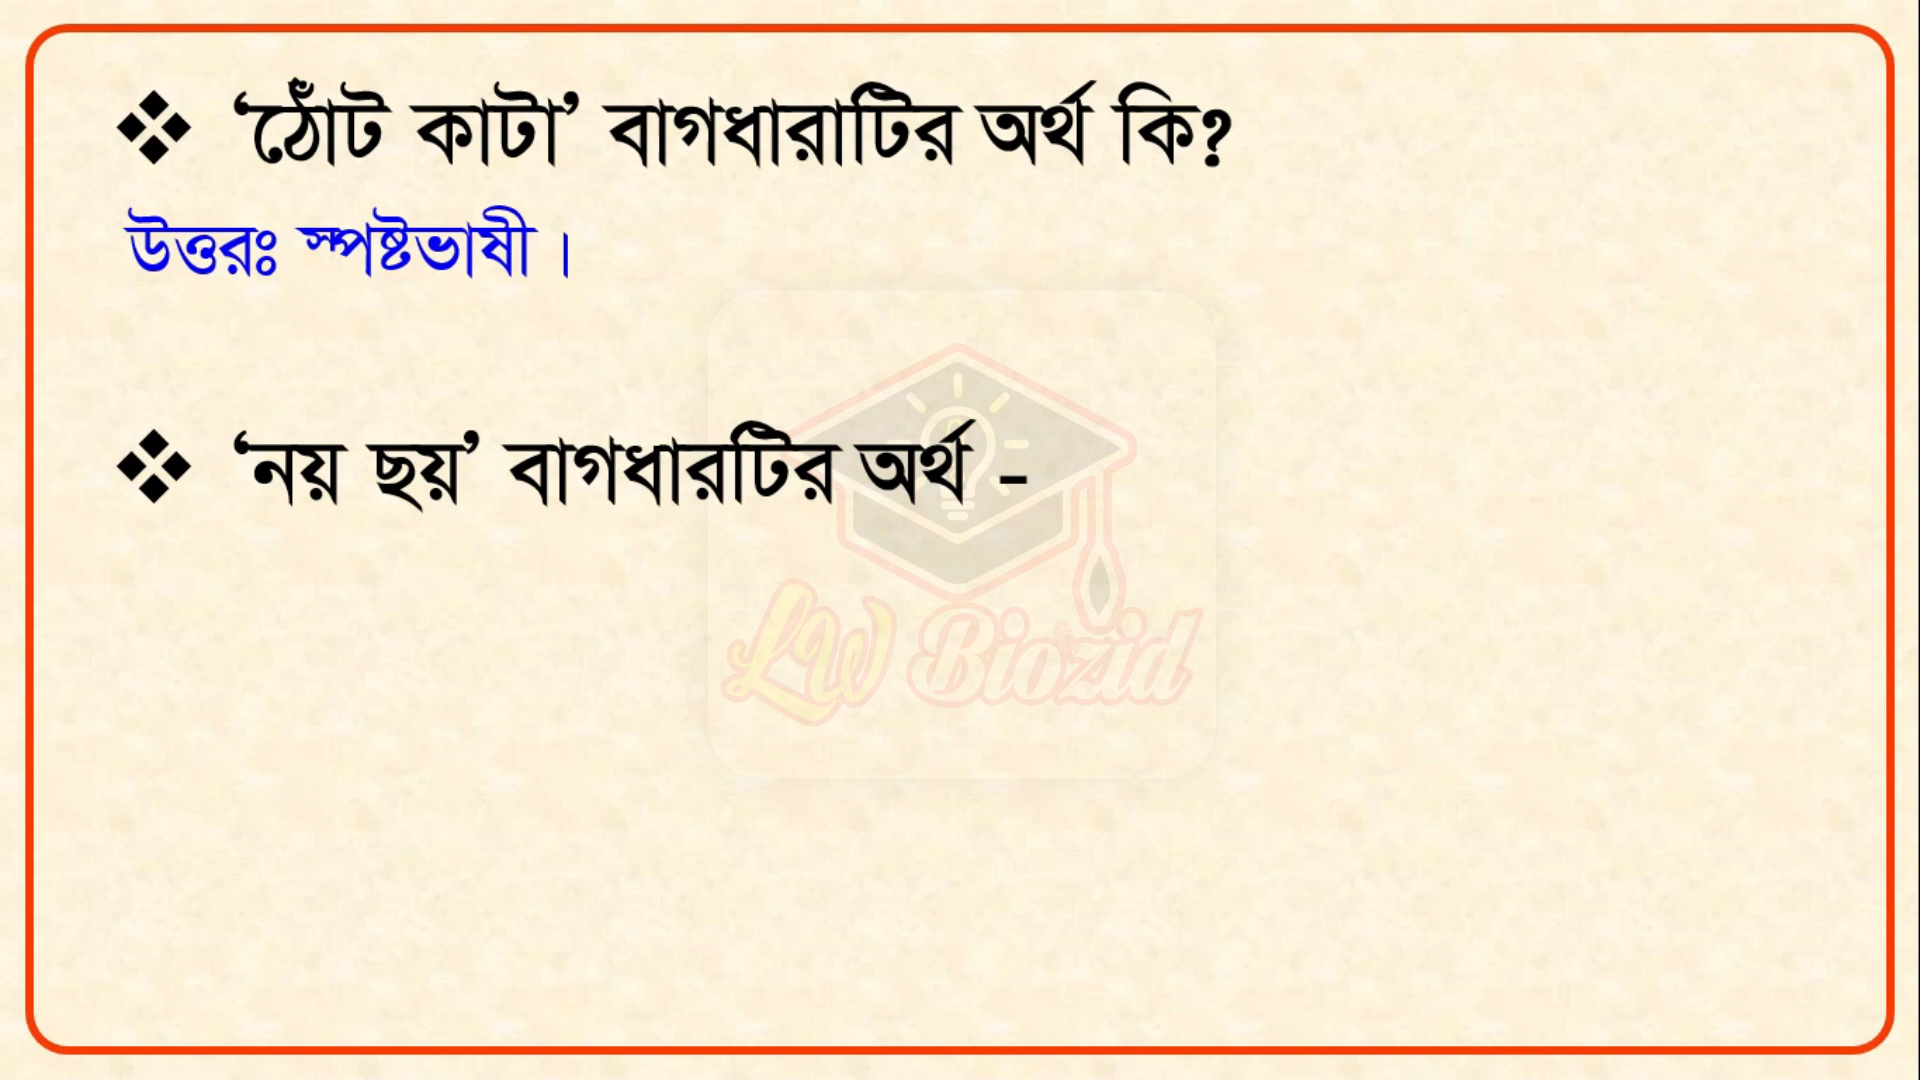 ❖ ‘ঠোঁট কাটা’ বাগধারাটির অর্থ কি?
উত্তরঃ স্পষ্টভাষী।
❖ ‘নয় ছয়’ বাগধারটির অর্থ -
LW Biozid